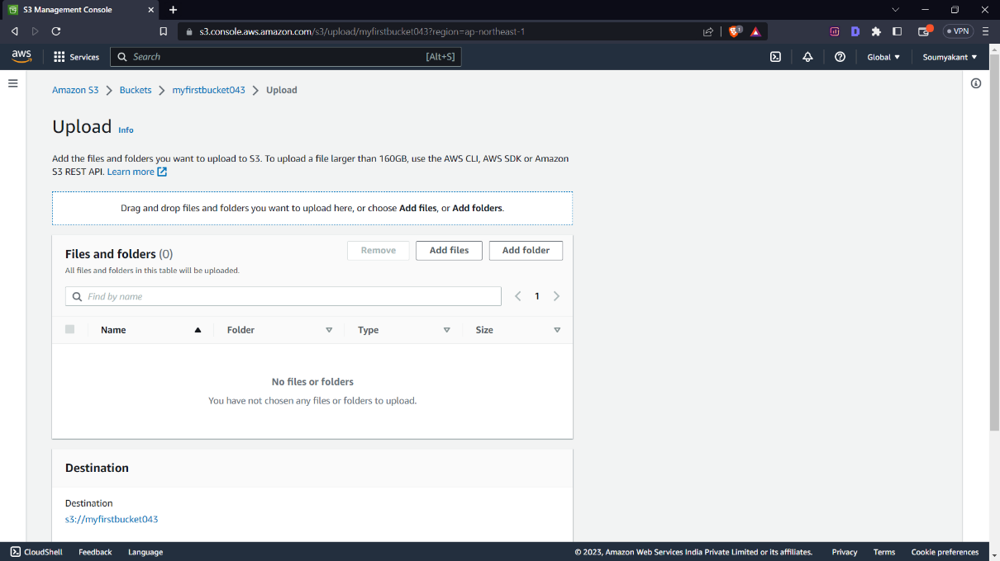 S3 Management Console
s3.console.aws.amazon.com/s3/upload/myfirstbucket043?region=ap-northeast-1
1
VPN
aws
Services
Search
[Alt+S]
Global
Soumyakant
Amazon S3
Buckets
myfirstbucket043
Upload
Upload
Info
Add the files and folders you want to upload to S3. To upload a file larger than 160GB, use the AWS CLI, AWS SDK or Amazon
S3 REST API. Learn more
Drag and drop files and folders you want to upload here, or choose Add files, or Add folders.
Files and folders (0)
Remove
Add files
Add folder
All files and folders in this table will be uploaded.
Find by name
1
Name
Folder
Type
Size
No files or folders
You have not chosen any files or folders to upload.
Destination
Destination
s3://myfirstbucket043
CloudShell
Feedback
Language
© 2023, Amazon Web Services India Private Limited or its affiliates.
Privacy
Terms
Cookie preferences